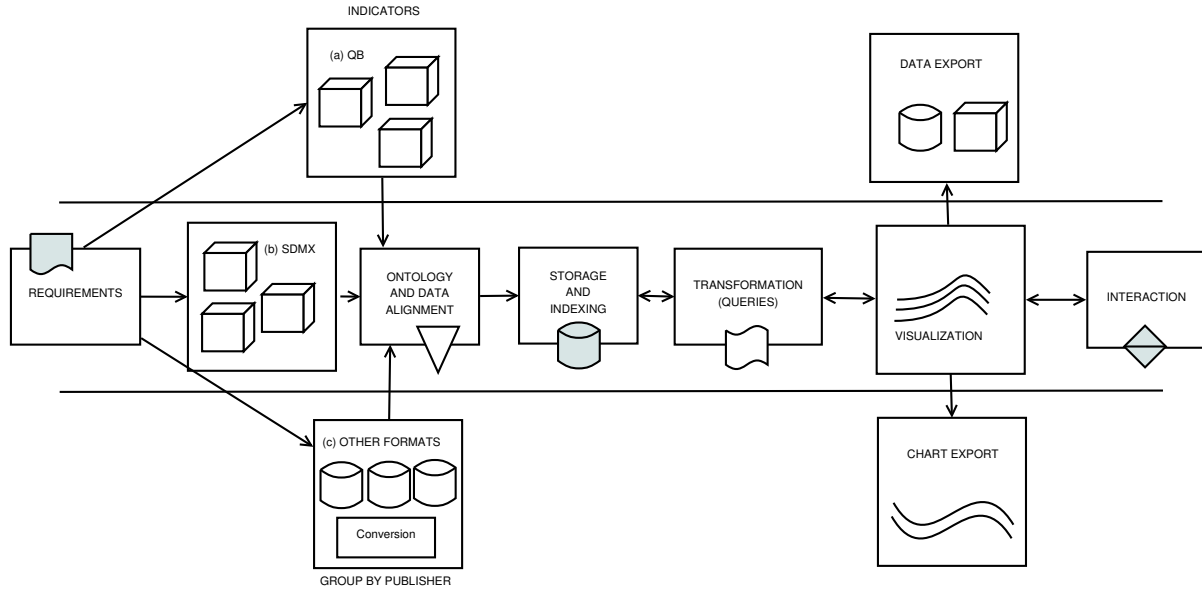 INDICATORS
(a) QB
DATA EXPORT
REQUIREMENTS
(b) SDMX
ONTOLOGY
AND DATA
ALIGNMENT
STORAGE
AND
INDEXING
TRANSFORMATION
(QUERIES)
VISUALIZATION
INTERACTION
(c) OTHER FORMATS
Conversion
GROUP BY PUBLISHER
CHART EXPORT